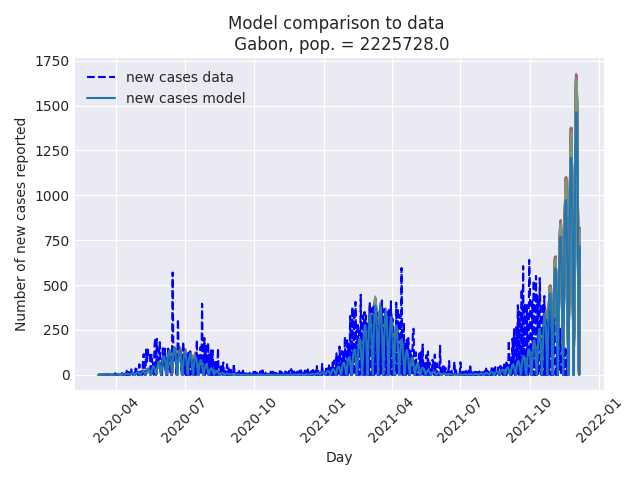 Model comparison to data
Gabon, pop. = 2225728.0
new cases data
new cases model
Number of new cases reported
1750
1500
1250
1000
750
500
250
0
2020-04
2020-07
2020-10
2021-01
2021-04
2021-07
2021-10
2022-01
Day